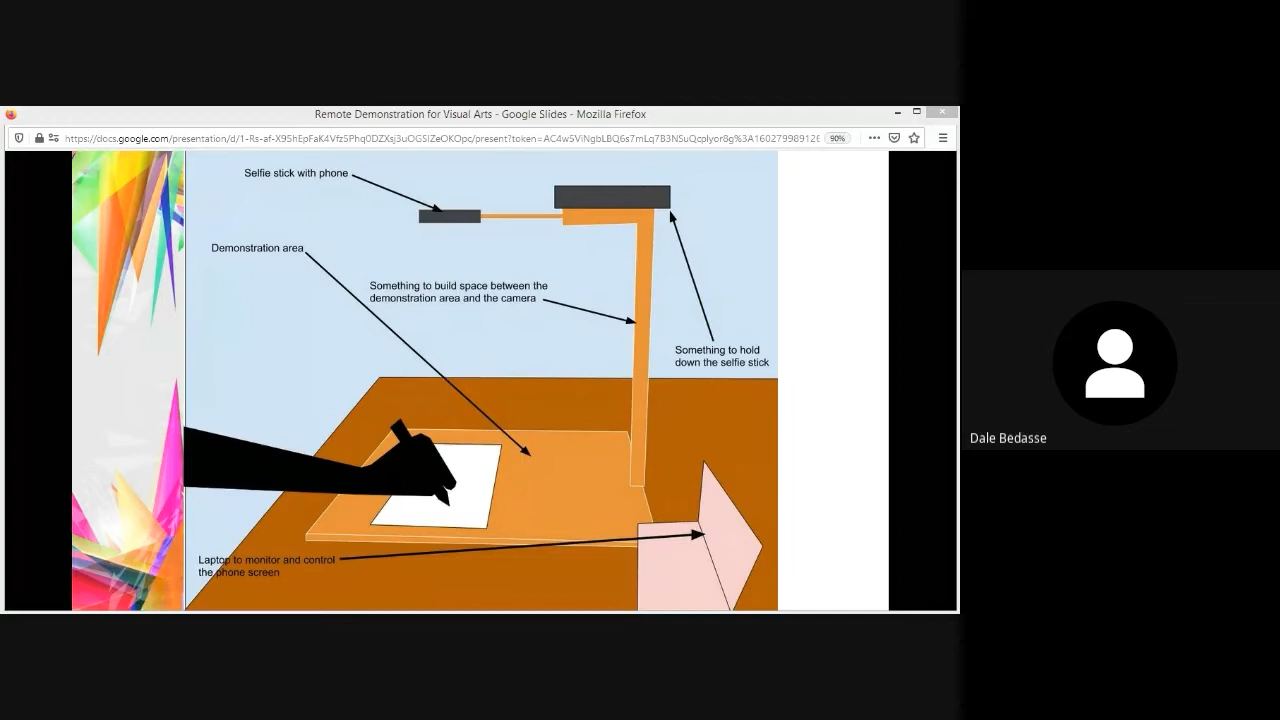 Remote Demonstration for Visual Arts - Google Slides - Mozilla Firefox
90%
Selfie stick with phone
Demonstration area
Something to build space between the
demonstration area and the camera
Something to hold
down the selfie stick
Laptop to monitor and control
the phone screen
Dale Bedasse